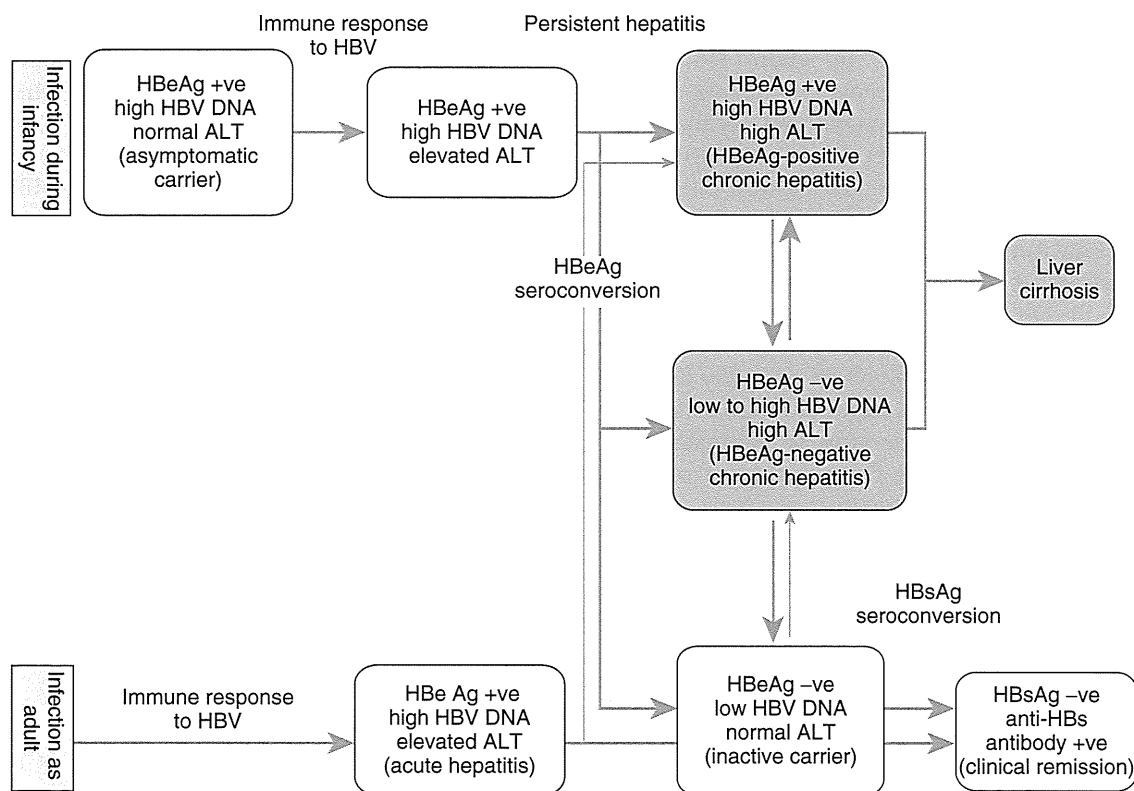 Immune response
to HBV
Persistent hepatitis
Infection during
infancy
HBeAg +ve
high HBV DNA
normal ALT
(asymptomatic
carrier)
HBeAg +ve
high HBV DNA
elevated ALT
HBeAg +ve
high HBV DNA
high ALT
(HBeAg-positive
chronic hepatitis)
HBeAg
seroconversion
Liver
cirrhosis
HBeAg –ve
low to high HBV DNA
high ALT
(HBeAg-negative
chronic hepatitis)
HBsAg
seroconversion
Infection as
adult
Immune response
to HBV
HBe Ag +ve
high HBV DNA
elevated ALT
(acute hepatitis)
HBeAg –ve
low HBV DNA
normal ALT
(inactive carrier)
HBsAg –ve
anti-HBs
antibody +ve
(clinical remission)